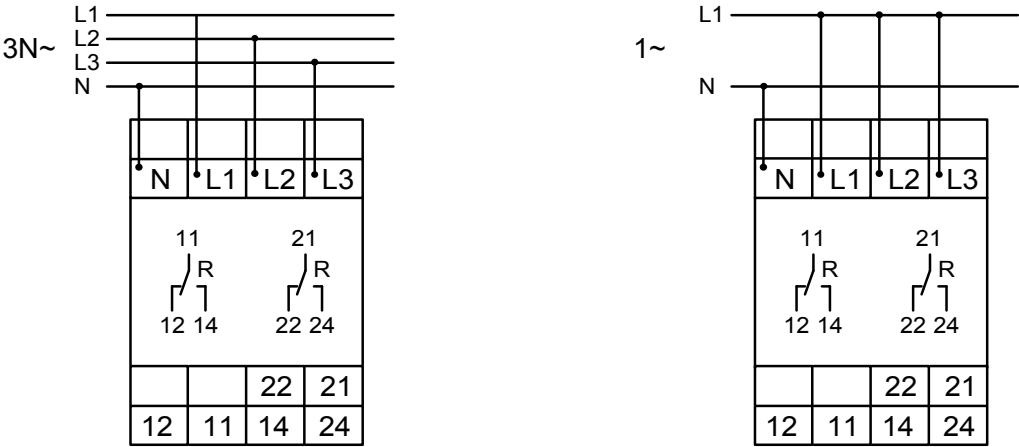 L1
L2
3N~
L3
N
N L1 L2 L3
11 21
R R
12 14 22 24
22 21
12 11 14 24
L1
1~
N
N L1 L2 L3
11 21
R R
12 14 22 24
22 21
12 11 14 24